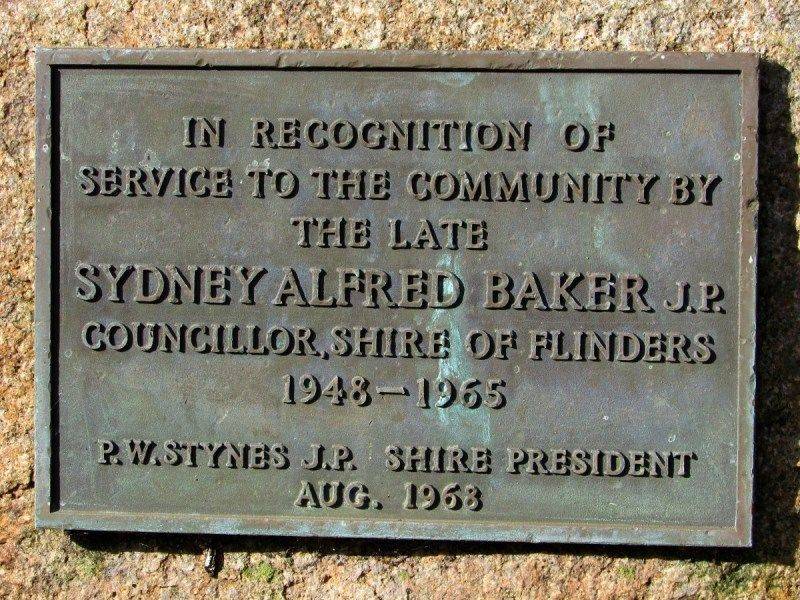 IN RECOGNITION OF
SERVICE TO THE COMMUNITY BY
THE LATE
SYDNEY ALFRED BAKER J.P.
COUNCILLOR, SHIRE OF FLINDERS
1948—1965
P.W. STYNES J.P. SHIRE PRESIDENT
AUG. 1968